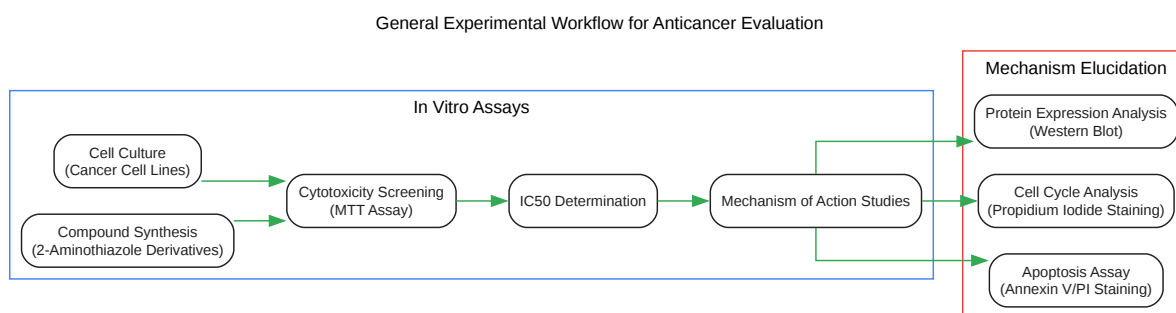 General Experimental Workflow for Anticancer Evaluation
In Vitro Assays
Cell Culture
(Cancer Cell Lines)
Compound Synthesis
(2-Aminothiazole Derivatives)
Cytotoxicity Screening
(MTT Assay)
IC50 Determination
Mechanism of Action Studies
Mechanism Elucidation
Protein Expression Analysis
(Western Blot)
Cell Cycle Analysis
(Propidium Iodide Staining)
Apoptosis Assay
(Annexin V/PI Staining)